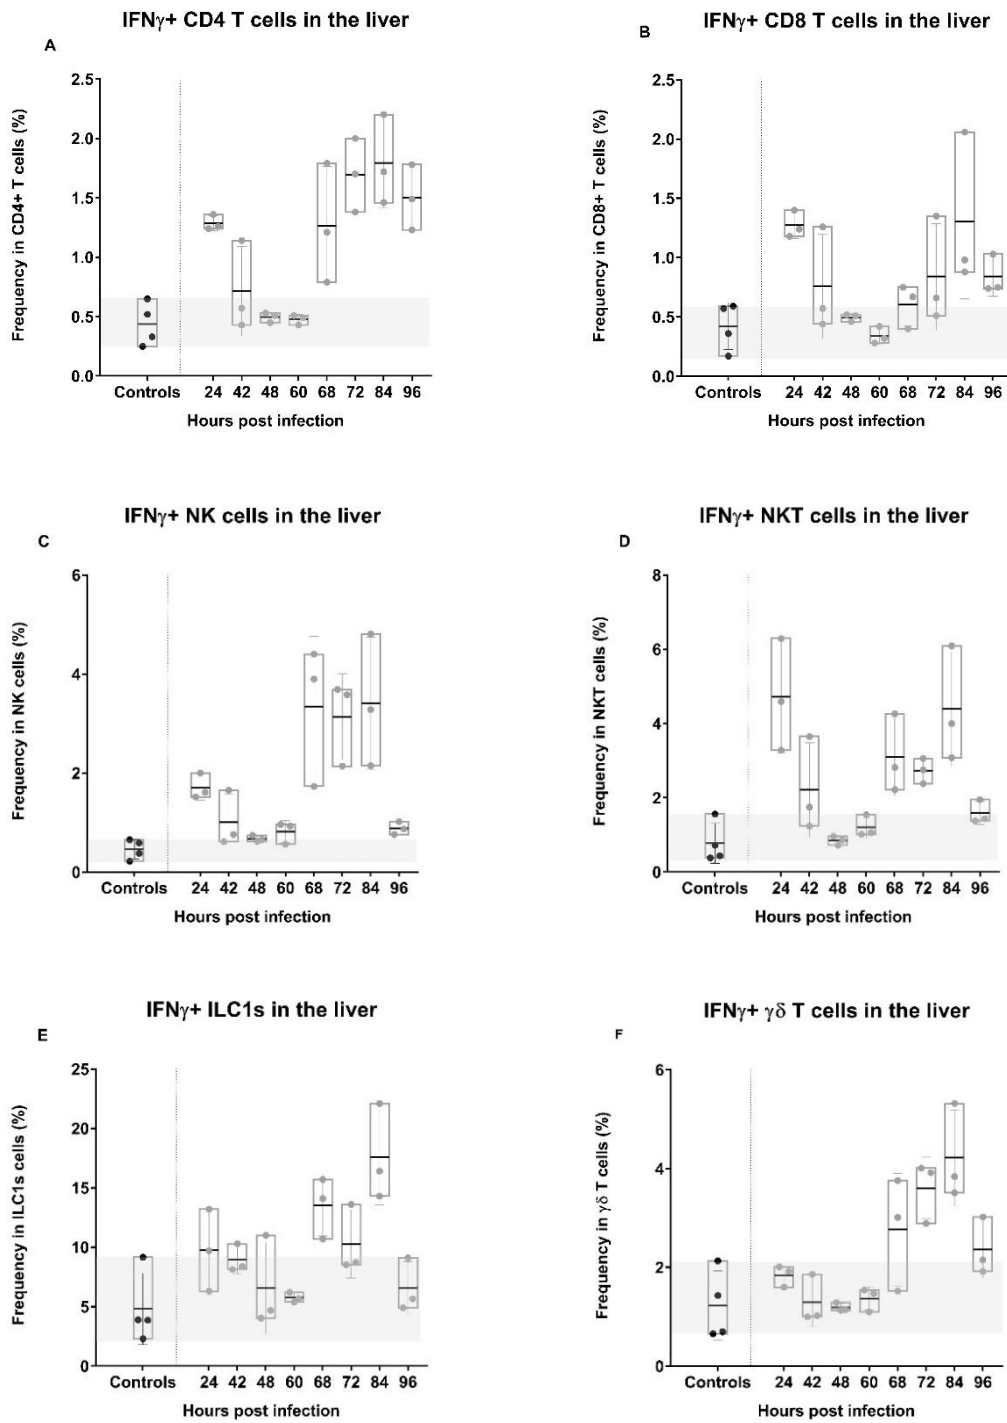 IFNγ+ CD4 T cells in the liver
A
Frequency in CD4+ T cells (%)
2.5
2.0
1.5
1.0
0.5
0.0
Controls 24 42 48 60 68 72 84 96
Hours post infection
IFNγ+ CD8 T cells in the liver
B
Frequency in CD8+ T cells (%)
2.5
2.0
1.5
1.0
0.5
0.0
Controls 24 42 48 60 68 72 84 96
Hours post infection
IFNγ+ NK cells in the liver
C
Frequency in NK cells (%)
6
4
2
0
Controls 24 42 48 60 68 72 84 96
Hours post infection
IFNγ+ NKT cells in the liver
D
Frequency in NKT cells (%)
8
6
4
2
0
Controls 24 42 48 60 68 72 84 96
Hours post infection
IFNγ+ ILC1s in the liver
E
Frequency in ILC1s cells (%)
25
20
15
10
5
0
Controls 24 42 48 60 68 72 84 96
Hours post infection
IFNγ+ γδ T cells in the liver
F
Frequency in γδ T cells (%)
6
4
2
0
Controls 24 42 48 60 68 72 84 96
Hours post infection